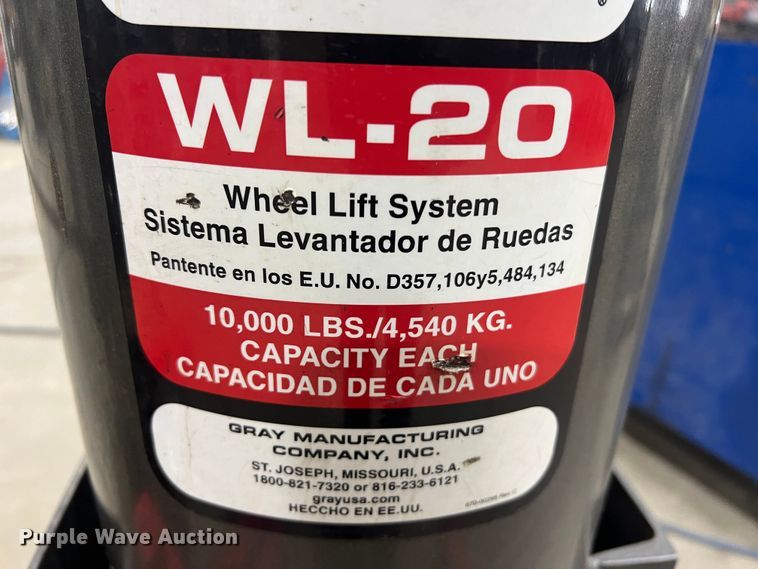 ®
WL-20
Wheel Lift System
Sistema Levantador de Ruedas
Pantente en los E.U. No. D357,106y5,484,134
10,000 LBS./4,540 KG.
CAPACITY EACH
CAPACIDAD DE CADA UNO
GRAY MANUFACTURING
COMPANY, INC.
ST. JOSEPH, MISSOURI, U.S.A.
1800-821-7320 or 816-233-6121
grayusa.com
HECCHO EN EE.UU.
Purple Wave Auction